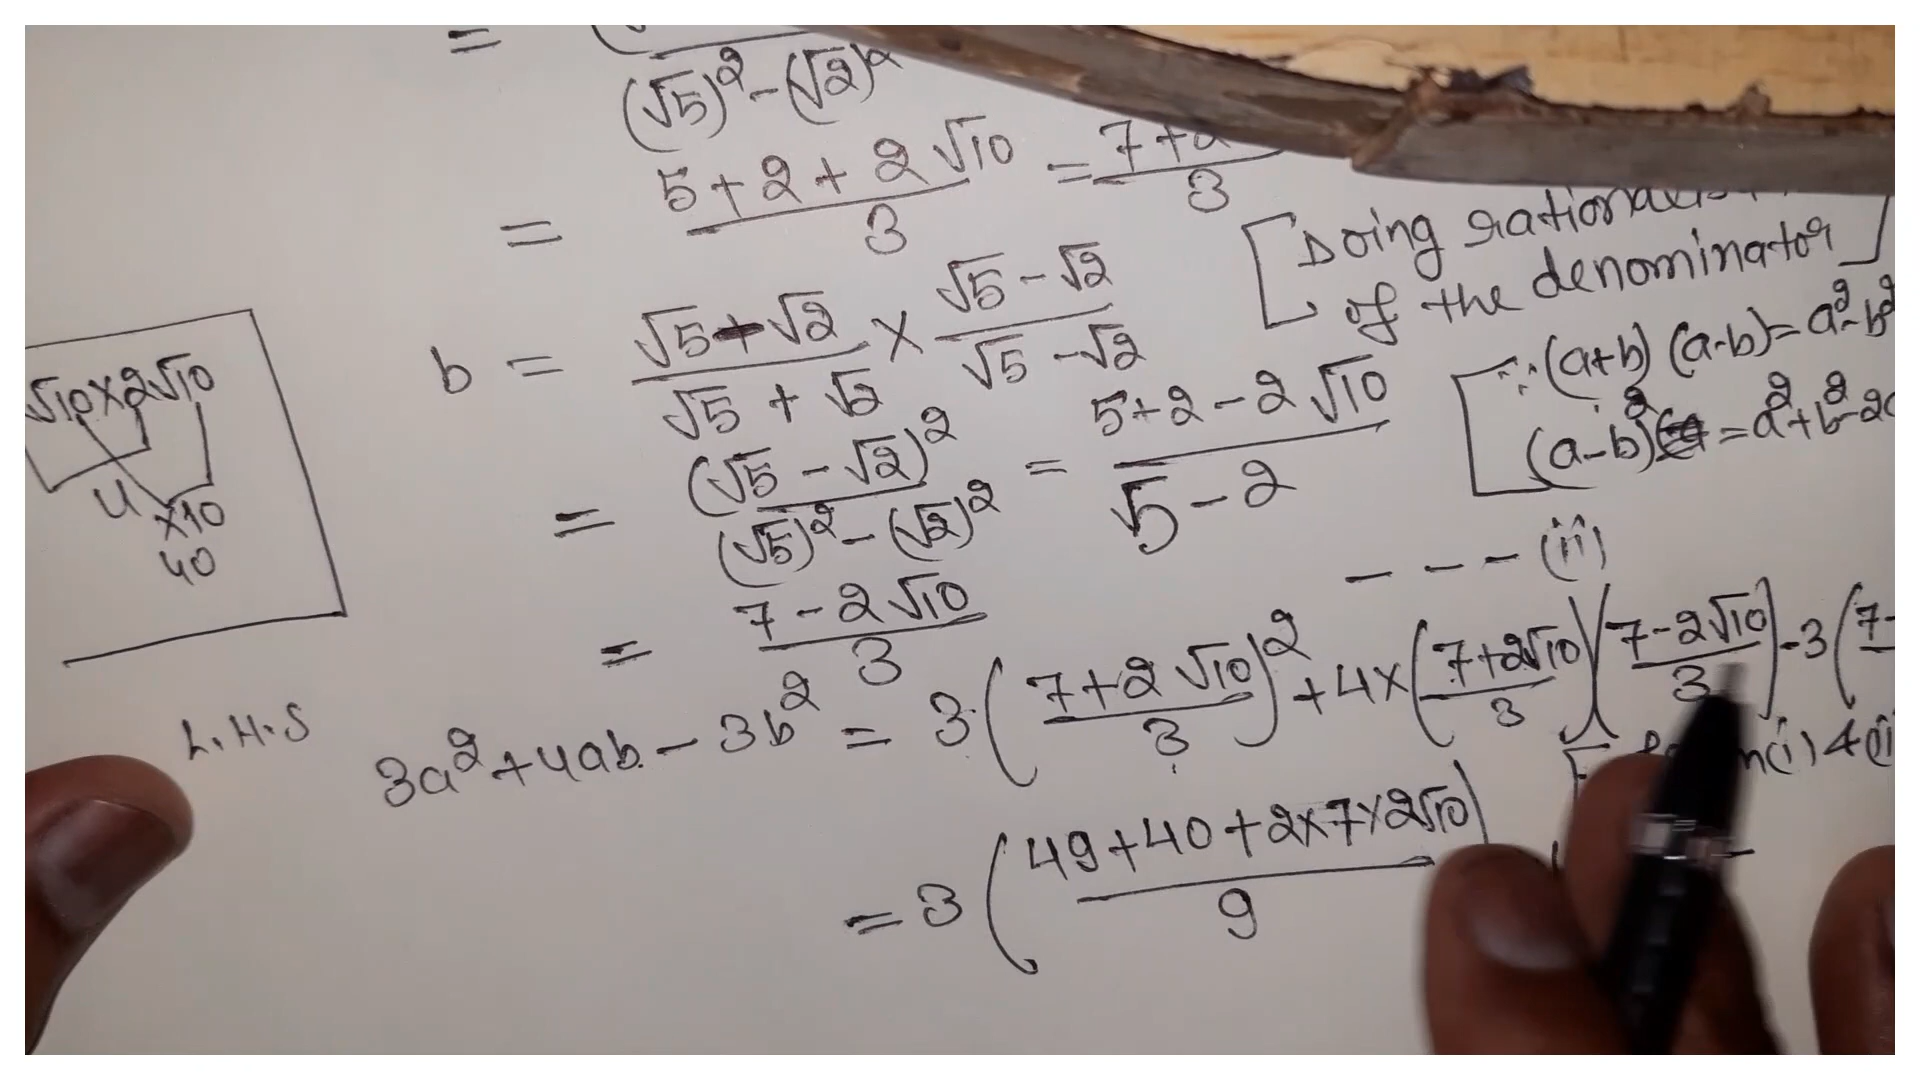 =
(√5)²-(√2)²
= 5+2+2√10/3 = 7+2/3
[Doing
of the denominator]
b = √5-√2/√5+√2 × √5-√2/√5-√2
[∵ (a+b) (a-b)=a²-b²
(a-b)² = a²+b²-2
= (√5-√2)²/(√5)²-(√2)² = 5+2-2√10/√5-2
√10×2√10
4 ×10
40
= 7-2√10/3 - - - (ii)
L.H.S
3a²+4ab-3b² = 3(7+2√10/3)²+4×(7+2√10/3)(7-2√10/3)-3(7-
(i) & (ii
= 3(49+40+2×7×2√10/9)